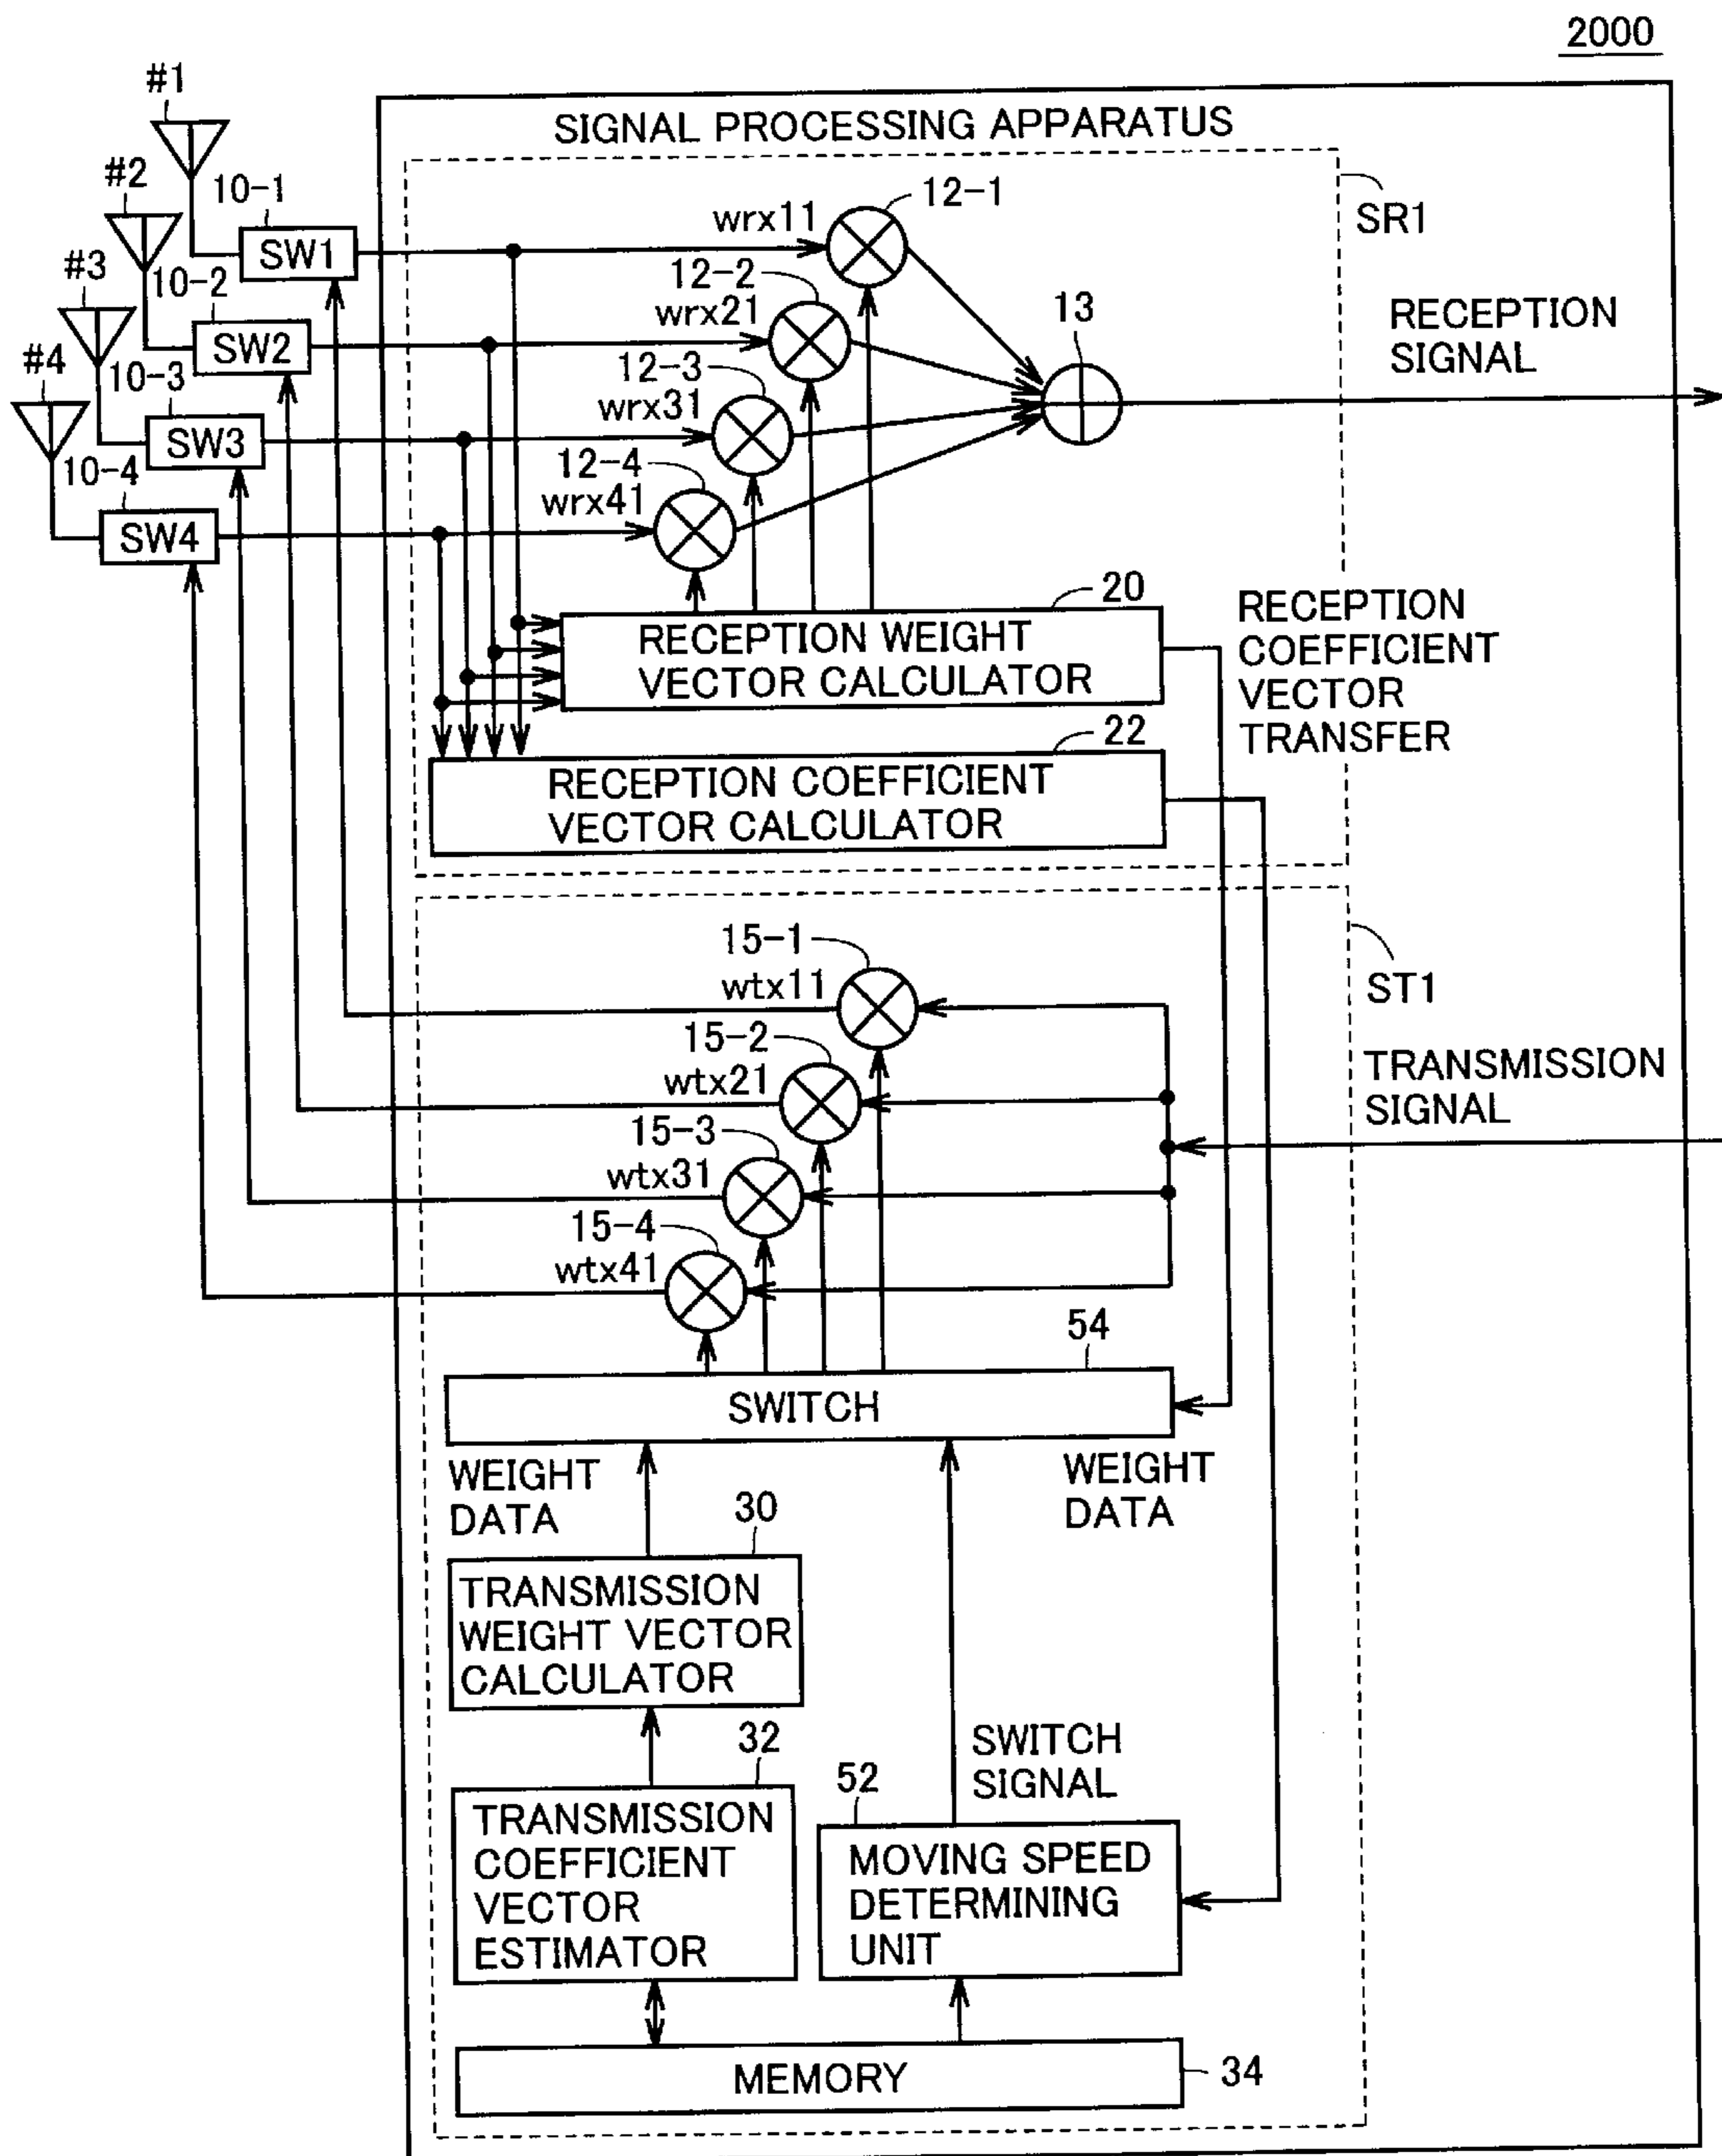 2000
#1
#2
#3
#4
10-1
10-2
10-3
10-4
SW1
SW2
SW3
SW4
SIGNAL PROCESSING APPARATUS
SR1
wrx11
12-1
12-2
wrx21
12-3
wrx31
12-4
wrx41
13
RECEPTION
SIGNAL
20
RECEPTION WEIGHT
VECTOR CALCULATOR
RECEPTION
COEFFICIENT
VECTOR
TRANSFER
22
RECEPTION COEFFICIENT
VECTOR CALCULATOR
ST1
15-1
wtx11
15-2
wtx21
15-3
wtx31
15-4
wtx41
TRANSMISSION
SIGNAL
54
SWITCH
WEIGHT
DATA
WEIGHT
DATA
30
TRANSMISSION
WEIGHT VECTOR
CALCULATOR
32
TRANSMISSION
COEFFICIENT
VECTOR
ESTIMATOR
SWITCH
SIGNAL
52
MOVING SPEED
DETERMINING
UNIT
MEMORY
34